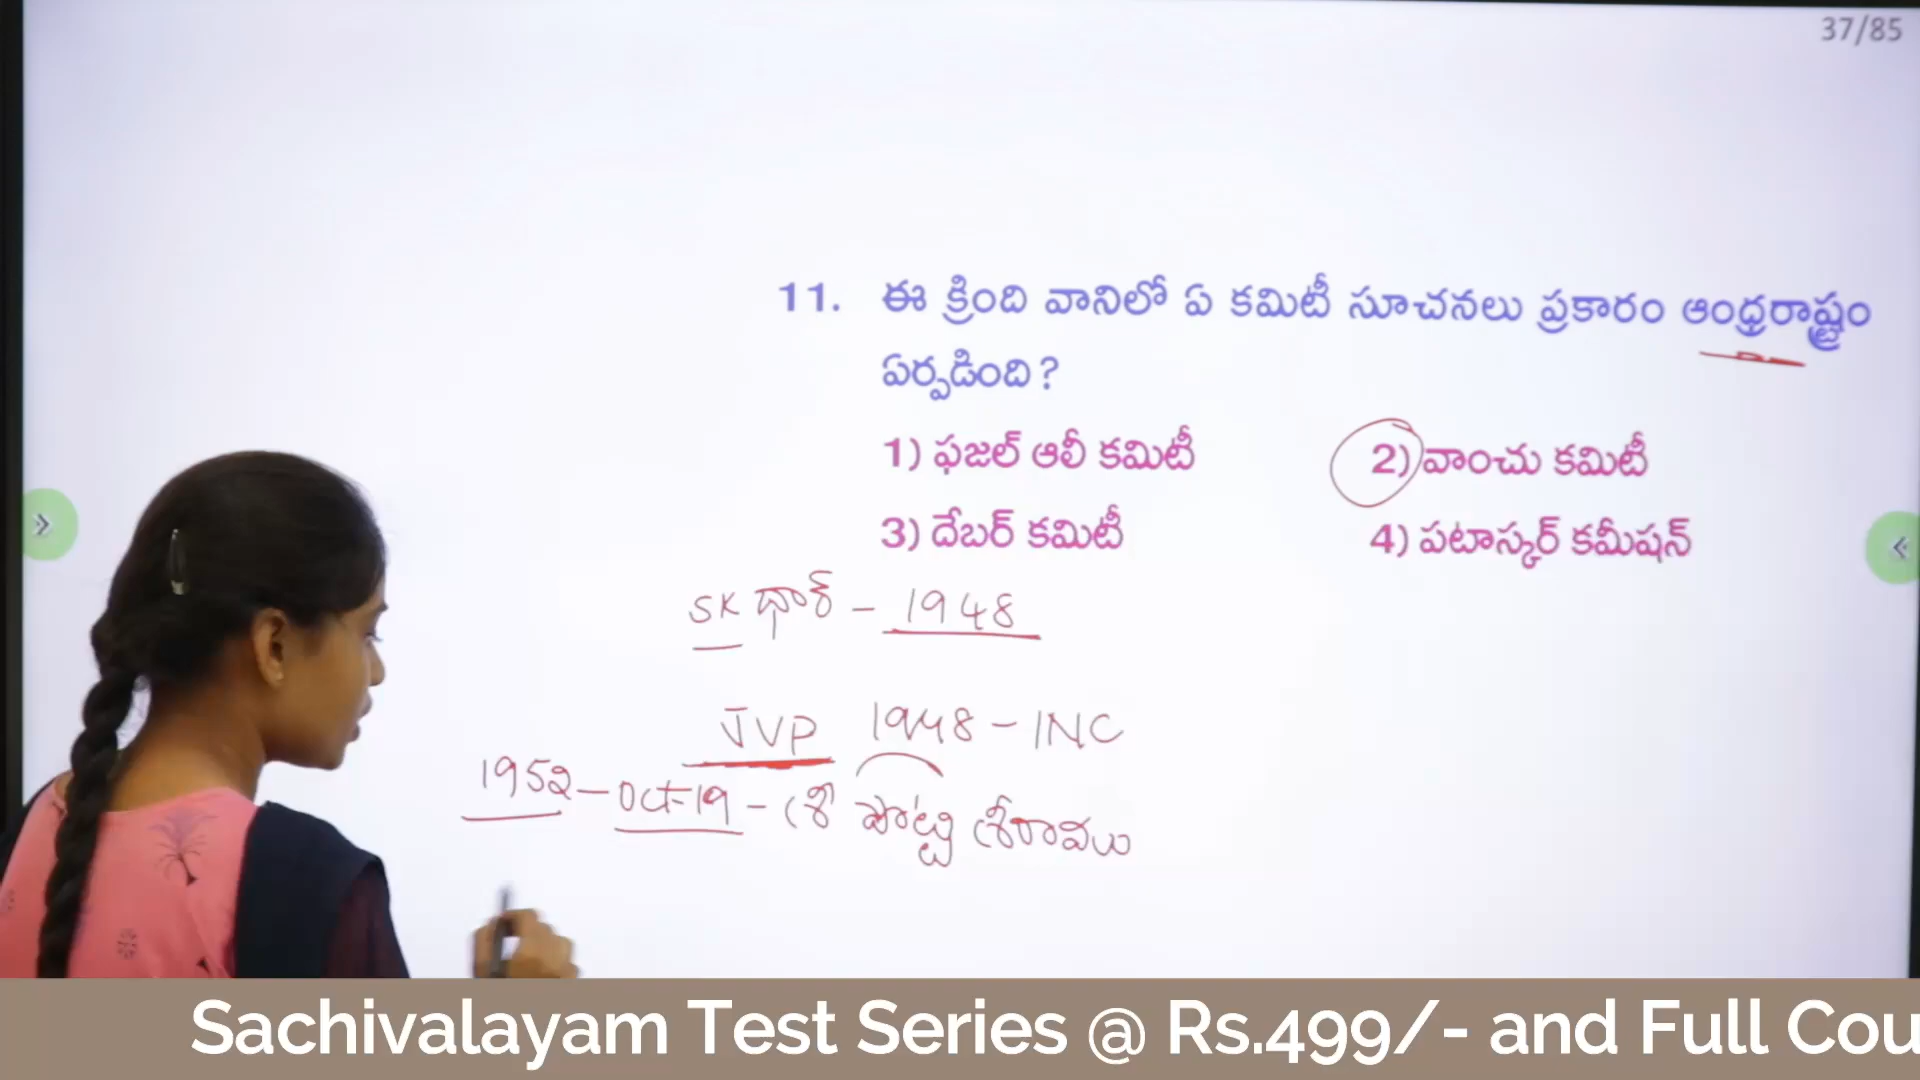 37/85
11. ఈ క్రింది వానిలో ఏ కమిటీ సూచనలు ప్రకారం ఆంధ్రరాష్ట్రం
ఏర్పడింది?
1) ఫజల్ ఆలీ కమిటీ 2) వాంచు కమిటీ
3) దేబర్ కమిటీ 4) పటాస్కర్ కమీషన్
SK థార్ - 1948
JVP 1948 - INC
1952 - Oct-19 - శ్రీ పొట్టి శ్రీరాములు
Sachivalayam Test Series @ Rs.499/- and Full Cou